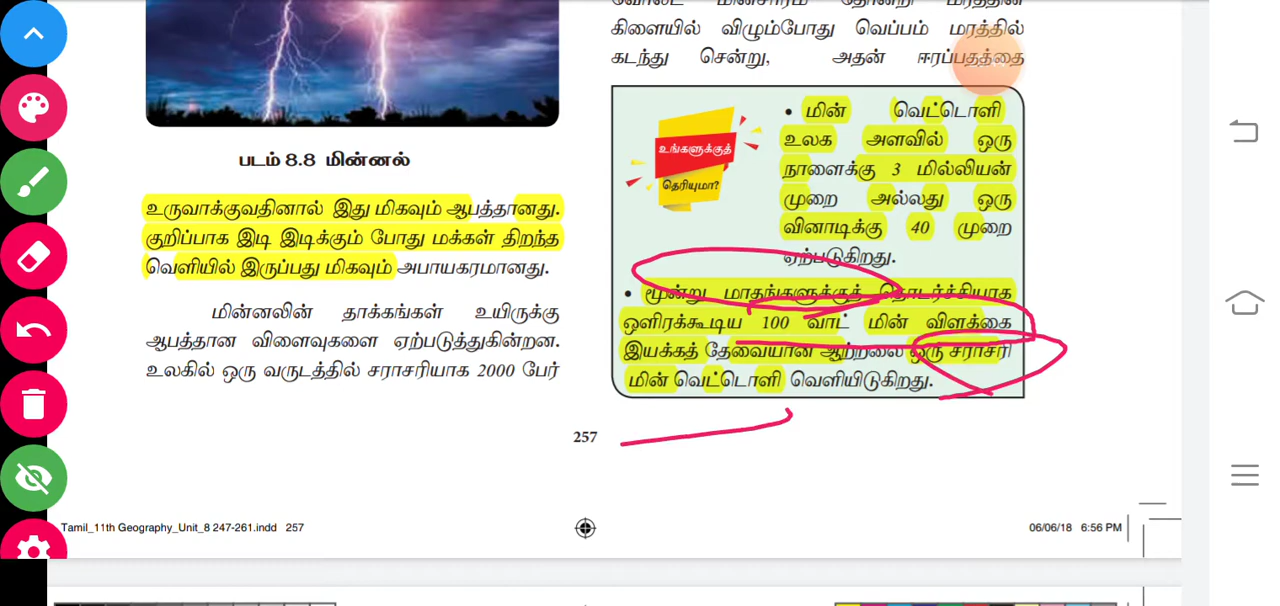 படம் 8.8 மின்னல்
உருவாக்குவதினால் இது மிகவும் ஆபத்தானது.
குறிப்பாக இடி இடிக்கும் போது மக்கள் திறந்த
வெளியில் இருப்பது மிகவும் அபாயகரமானது.
மின்னலின் தாக்கங்கள் உயிருக்கு
ஆபத்தான விளைவுகளை ஏற்படுத்துகின்றன.
உலகில் ஒரு வருடத்தில் சராசரியாக 2000 பேர்
கிளையில் விழும்போது வெப்பம் மரத்தில்
கடந்து சென்று, அதன் ஈரப்பதத்தை
உங்களுக்குத்
தெரியுமா?
• மின் வெட்டொளி
உலக அளவில் ஒரு
நாளைக்கு 3 மில்லியன்
முறை அல்லது ஒரு
வினாடிக்கு 40 முறை
ஏற்படுகிறது.
• மூன்று மாதங்களுக்குத் தொடர்ச்சியாக
ஒளிரக்கூடிய 100 வாட் மின் விளக்கை
இயக்கத் தேவையான ஆற்றலை ஒரு சராசரி
மின் வெட்டொளி வெளியிடுகிறது.
257
Tamil_11th Geography_Unit_8 247-261.indd 257
06/06/18 6:56 PM